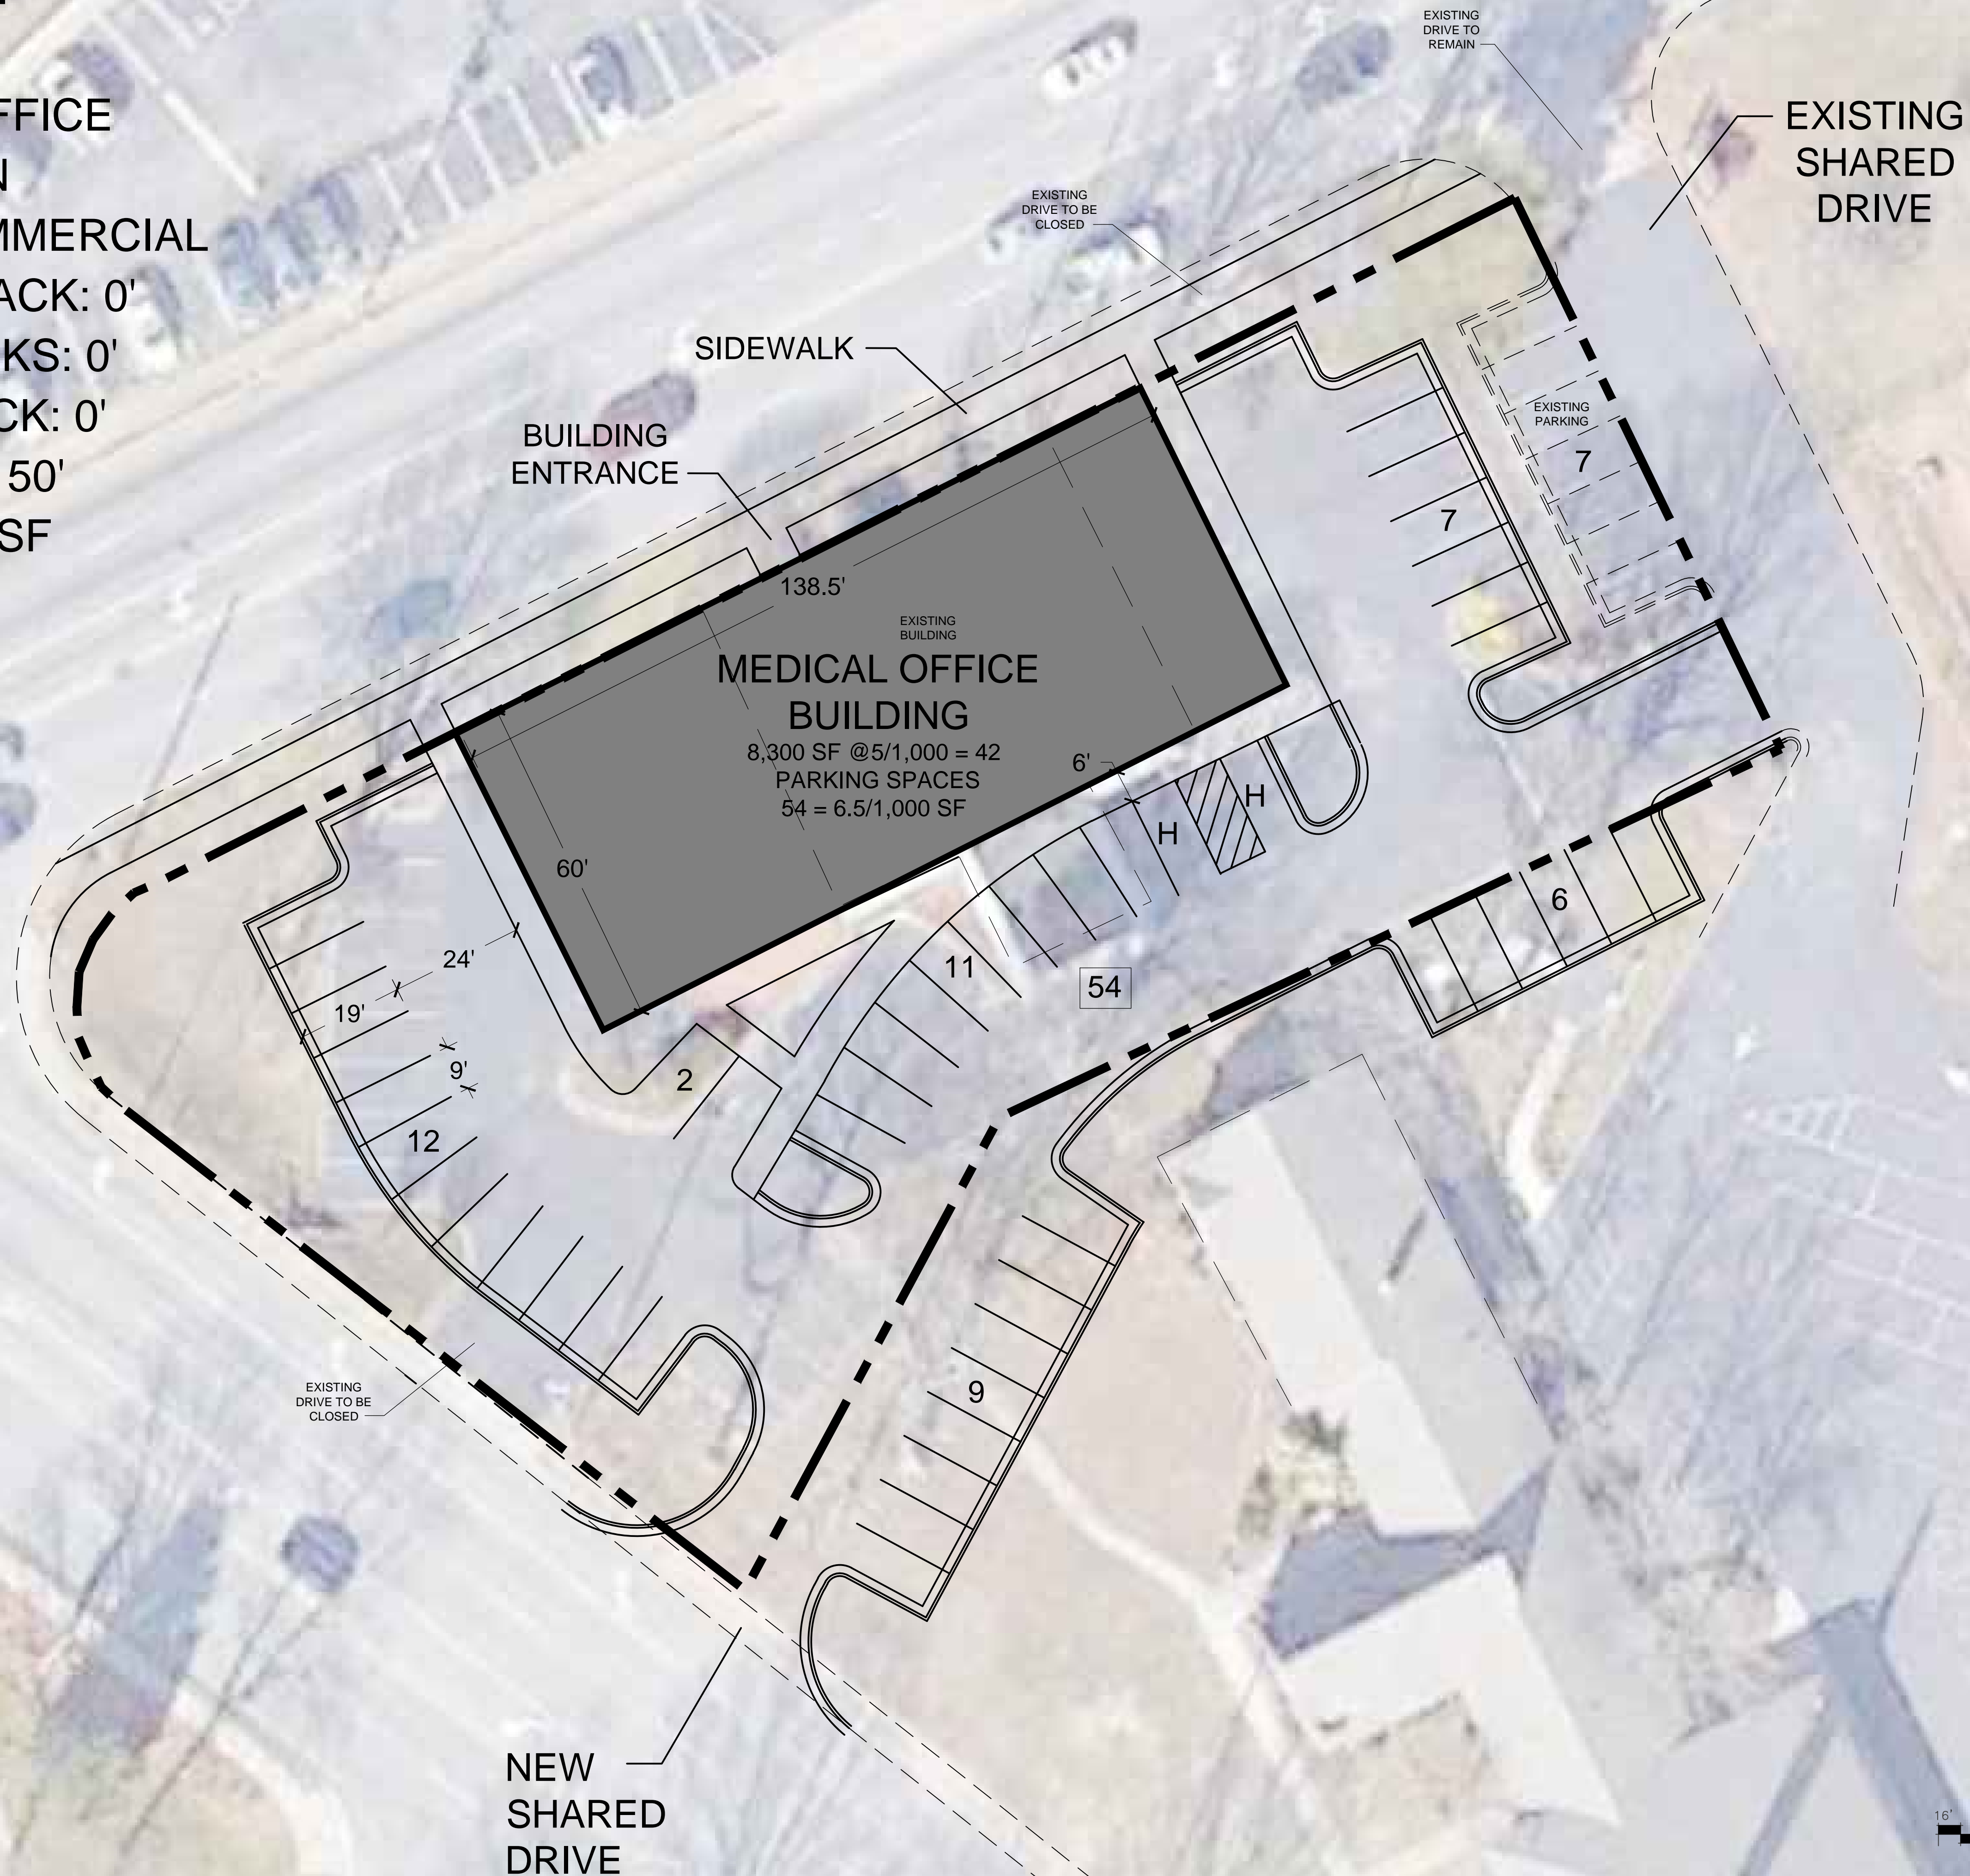 EXISTING
DRIVE TO
REMAIN
EXISTING
SHARED
DRIVE
FFICE
N
MMERCIAL
ACK: 0'
KS: 0'
CK: 0'
50'
SF
EXISTING
DRIVE TO BE
CLOSED
SIDEWALK
BUILDING
ENTRANCE
EXISTING
PARKING
7
7
138.5'
EXISTING
BUILDING
MEDICAL OFFICE
BUILDING
8,300 SF @5/1,000 = 42
PARKING SPACES
54 = 6.5/1,000 SF
6'
H
H
60'
6
24'
11
54
19'
9'
2
12
9
EXISTING
DRIVE TO BE
CLOSED
NEW
SHARED
DRIVE
16'